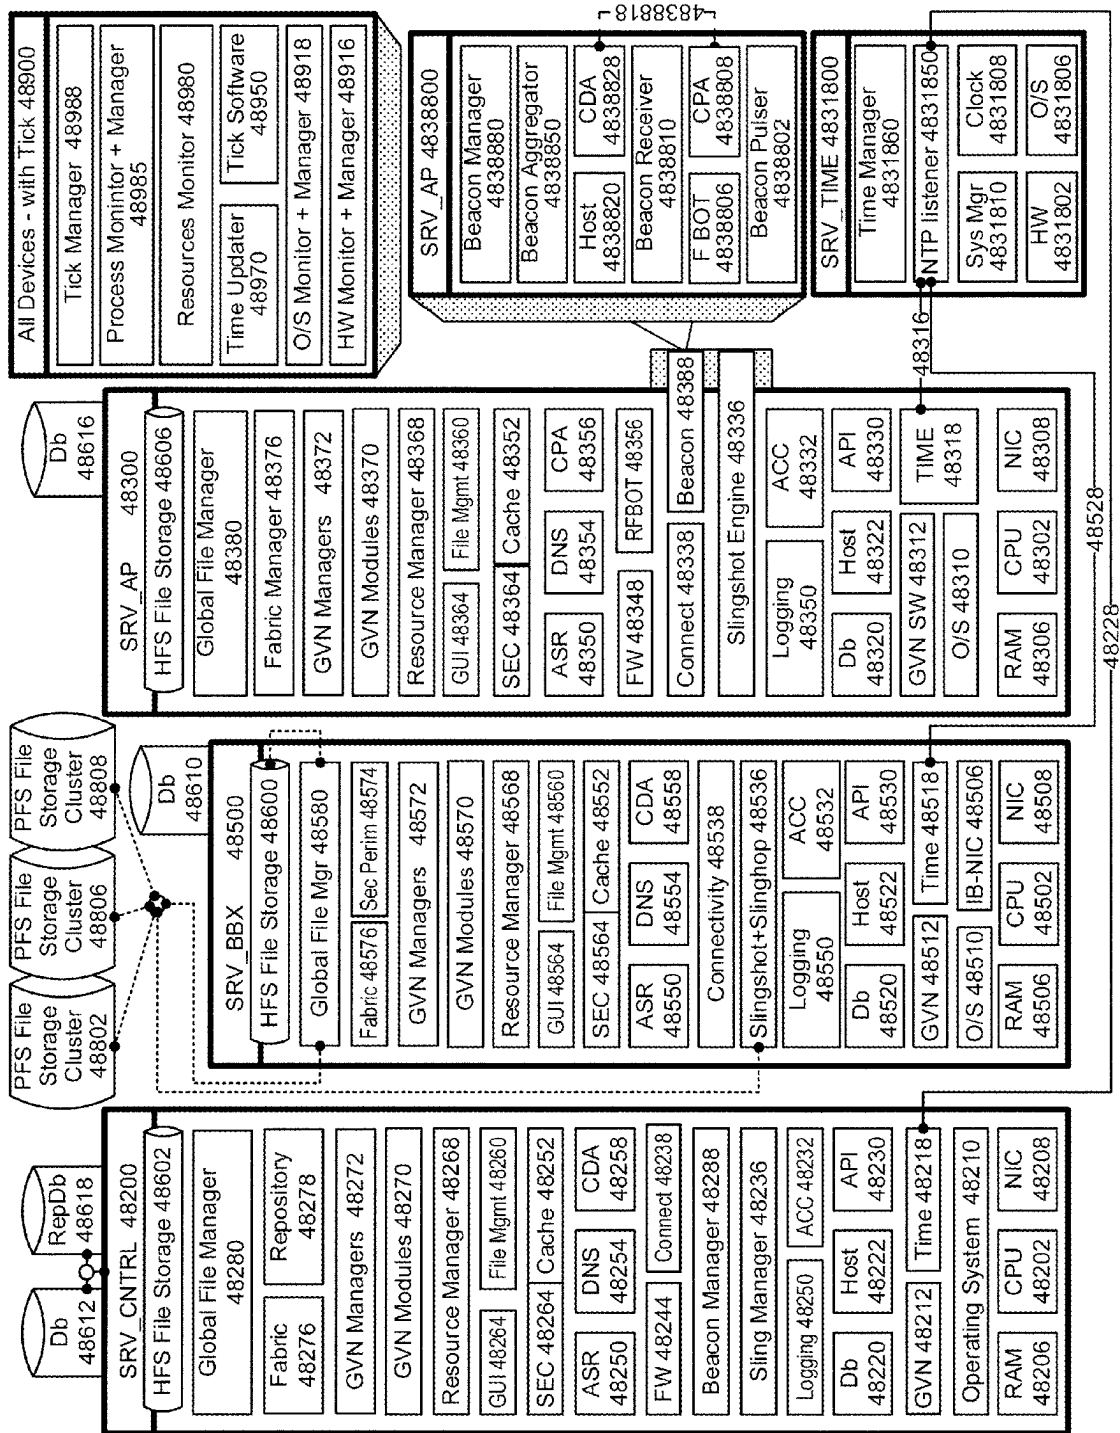 Db
48612
RepDb
48618
SRV_CNTRL 48200
HFS File Storage 48602
Global File Manager
48280
Fabric
48276
Repository
48278
GVN Managers 48272
GVN Modules 48270
Resource Manager 48268
GUI 48264
File Mgmt 48260
SEC 48264
Cache 48252
ASR
48250
DNS
48254
CDA
48258
FW 48244
Connect 48238
Beacon Manager 48288
Sling Manager 48236
Logging 48250
ACC 48232
Db
48220
Host
48222
API
48230
GVN 48212
Time 48218
Operating System 48210
RAM
48206
CPU
48202
NIC
48208
PFS File
Storage
Cluster
48802
PFS File
Storage
Cluster
48806
PFS File
Storage
Cluster
48808
Db
48610
SRV_BBX 48500
HFS File Storage 48600
Global File Mgr 48580
Fabric 48576
Sec Perim 48574
GVN Managers 48572
GVN Modules 48570
Resource Manager 48568
GUI 48564
File Mgmt 48560
SEC 48564
Cache 48552
ASR
48550
DNS
48554
CDA
48558
Connectivity 48538
Slingshot+Slinghop 48536
Logging
48550
ACC
48532
Db
48520
Host
48522
API
48530
GVN 48512
Time 48518
O/S 48510
IB-NIC 48506
RAM
48506
CPU
48502
NIC
48508
Db
48616
SRV_AP 48300
HFS File Storage 48606
Global File Manager
48380
Fabric Manager 48376
GVN Managers 48372
GVN Modules 48370
Resource Manager 48368
GUI 48364
File Mgmt 48360
SEC 48364
Cache 48352
ASR
48350
DNS
48354
CPA
48356
FW 48348
RFBOT 48356
Connect 48338
Beacon 48388
Slingshot Engine 48336
Logging
48350
ACC
48332
Db
48320
Host
48322
API
48330
GVN SW 48312
TIME
48318
O/S 48310
RAM
48306
CPU
48302
NIC
48308
All Devices - with Tick 48900
Tick Manager 48988
Process Monintor + Manager
48985
Resources Monitor 48980
Time Updater
48970
Tick Software
48950
O/S Monitor + Manager 48918
HW Monitor + Manager 48916
SRV_AP 4838800
Beacon Manager
4838880
Beacon Aggregator
4838850
Host
4838820
CDA
4838828
Beacon Receiver
4838810
F BOT
4838806
CPA
4838808
Beacon Pulser
4838802
4838818
SRV_TIME 4831800
Time Manager
4831860
NTP listener 4831850
Sys Mgr
4831810
Clock
4831808
HW
4831802
O/S
4831806
48316
48528
48228